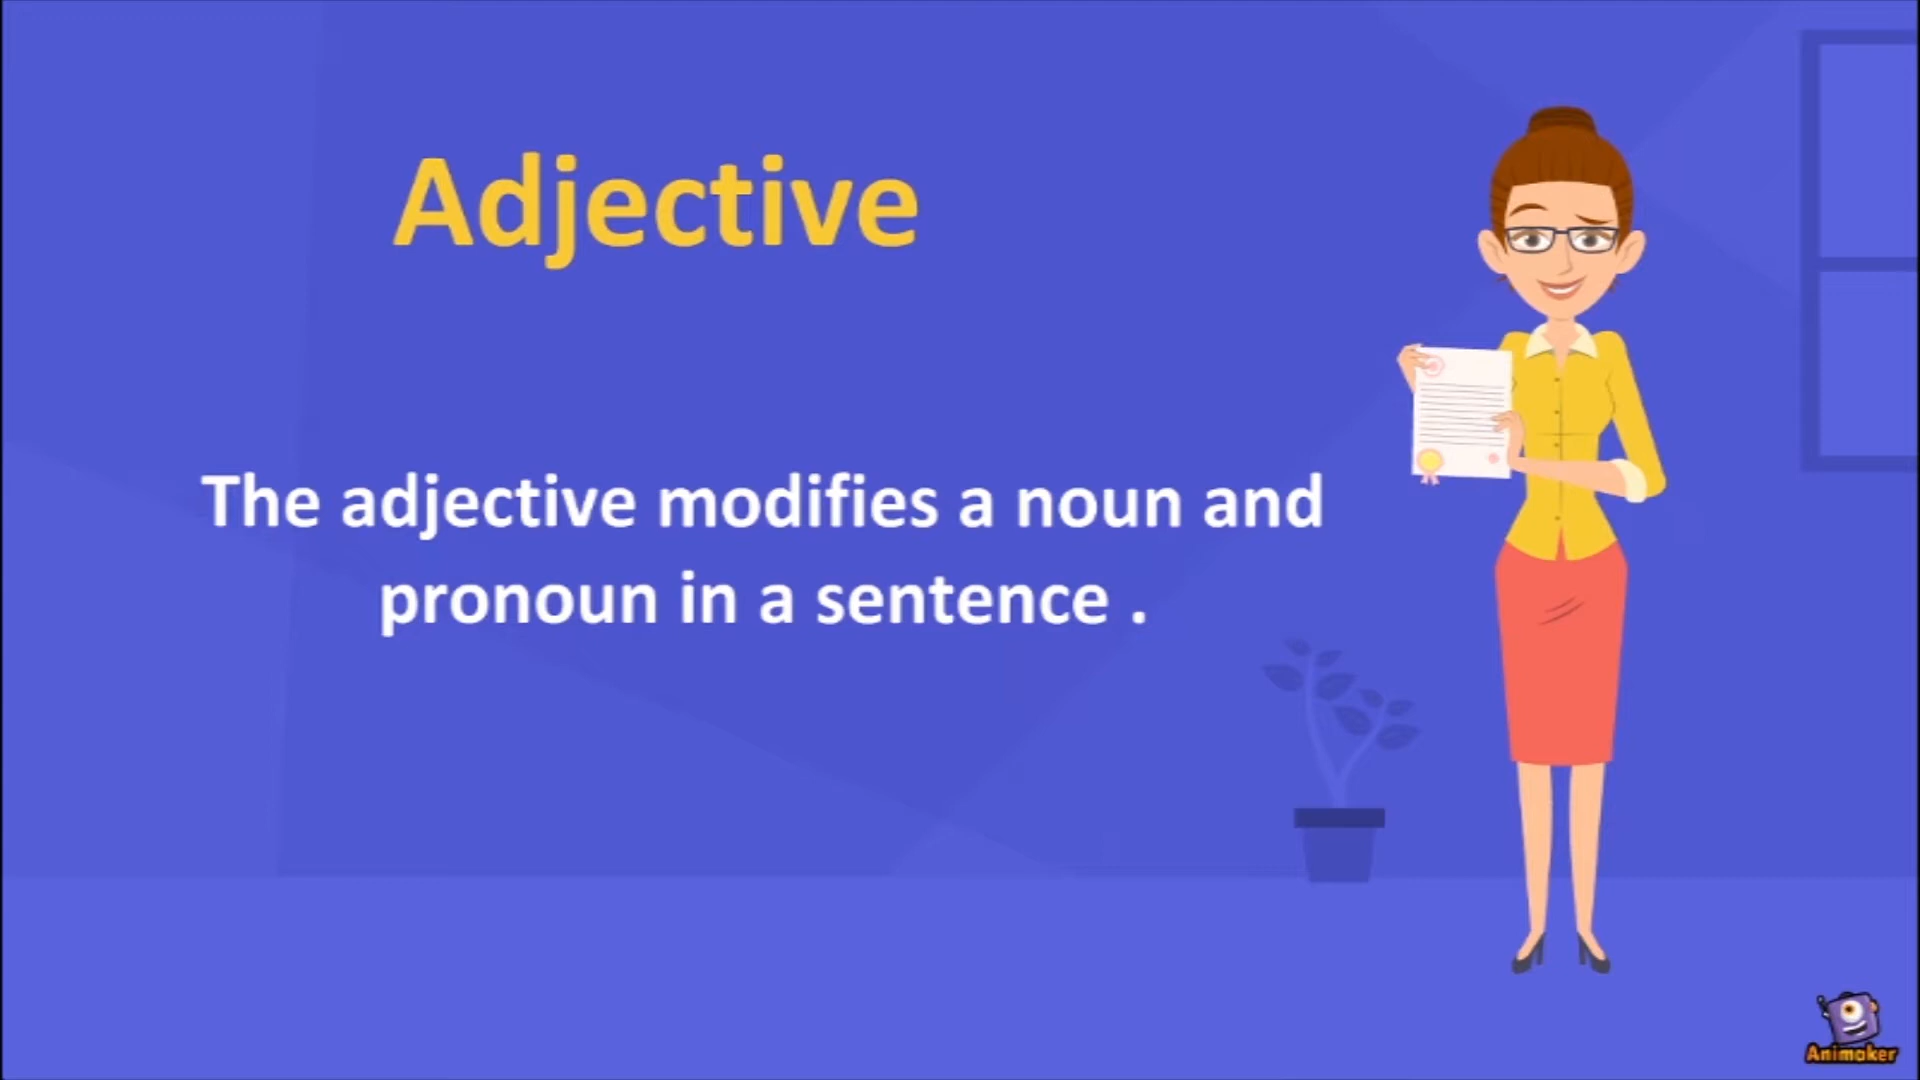 Adjective
The adjective modifies a noun and
pronoun in a sentence .
Animaker